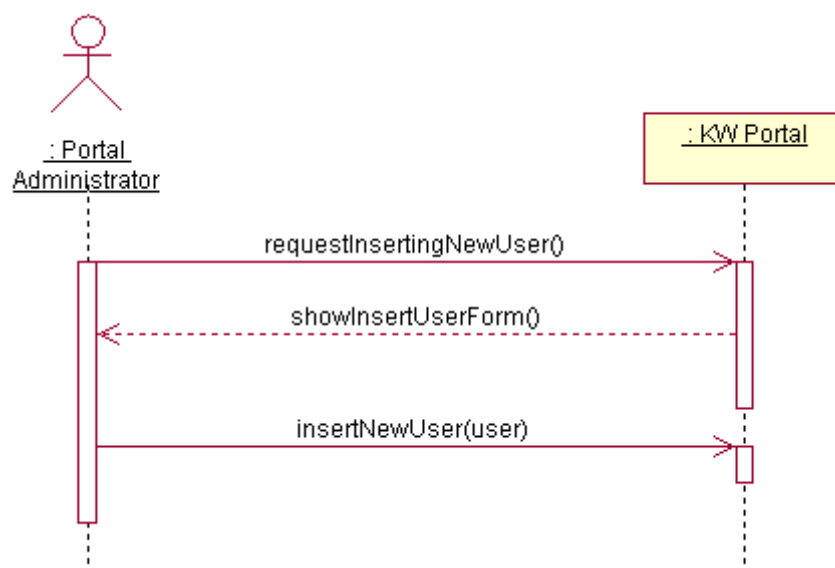 : Portal
Administrator
: KW Portal
requestInsertingNewUser()
showInsertUserForm()
insertNewUser(user)